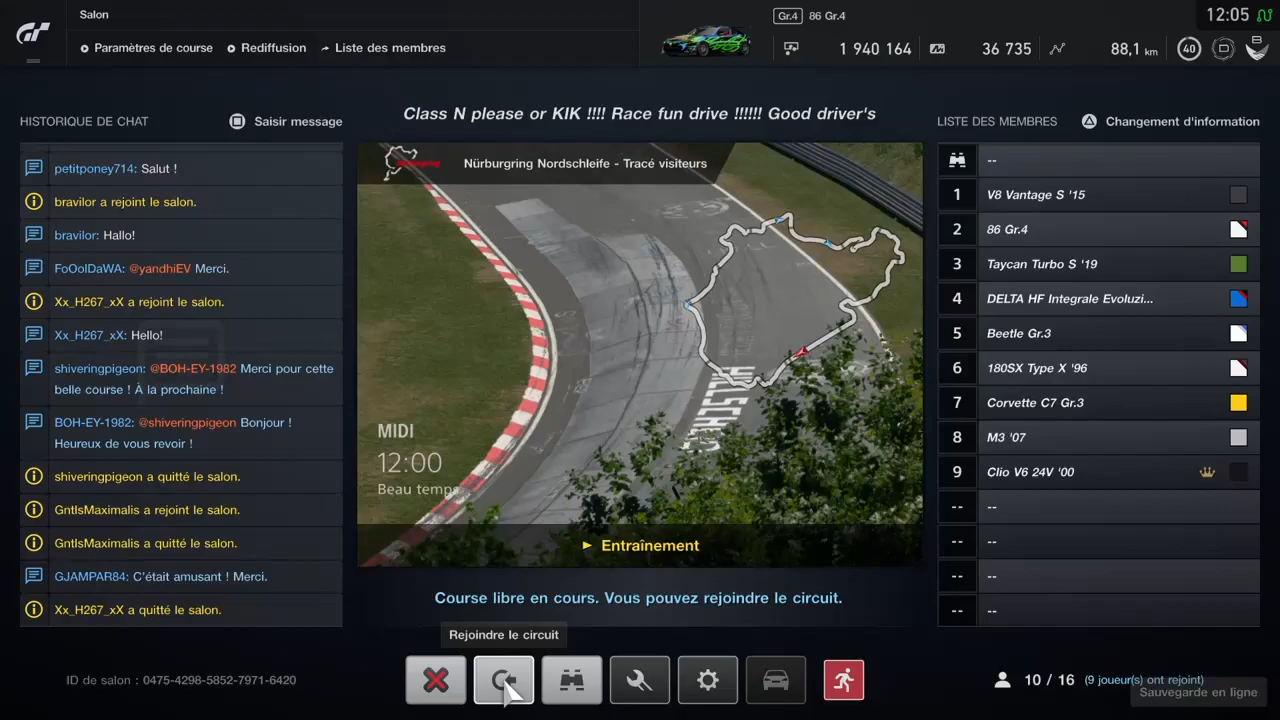 Salon
Paramètres de course
Rediffusion
Liste des membres
Gr.4
86 Gr.4
1 940 164
36 735
88,1 km
40
12:05
Class N please or KIK !!!! Race fun drive !!!!!! Good driver's
HISTORIQUE DE CHAT
Saisir message
petitponey714: Salut !
bravilor a rejoint le salon.
bravilor: Hallo!
FoOolDaWA: @yandhiEV Merci.
Xx_H267_xX a rejoint le salon.
Xx_H267_xX: Hello!
shiveringpigeon: @BOH-EY-1982 Merci pour cette
belle course ! À la prochaine !
BOH-EY-1982: @shiveringpigeon Bonjour !
Heureux de vous revoir !
shiveringpigeon a quitté le salon.
GntlsMaximalis a rejoint le salon.
GntlsMaximalis a quitté le salon.
GJAMPAR84: C'était amusant ! Merci.
Xx_H267_xX a quitté le salon.
Nürburgring Nordschleife - Tracé visiteurs
MIDI
12:00
Beau temps
Entraînement
Course libre en cours. Vous pouvez rejoindre le circuit.
Rejoindre le circuit
LISTE DES MEMBRES
Changement d'information
--
1 V8 Vantage S '15
2 86 Gr.4
3 Taycan Turbo S '19
4 DELTA HF Integrale Evoluzi...
5 Beetle Gr.3
6 180SX Type X '96
7 Corvette C7 Gr.3
8 M3 '07
9 Clio V6 24V '00
-- --
-- --
-- --
-- --
ID de salon : 0475-4298-5852-7971-6420
10 / 16 (9 joueur(s) ont rejoint)
Sauvegarde en ligne